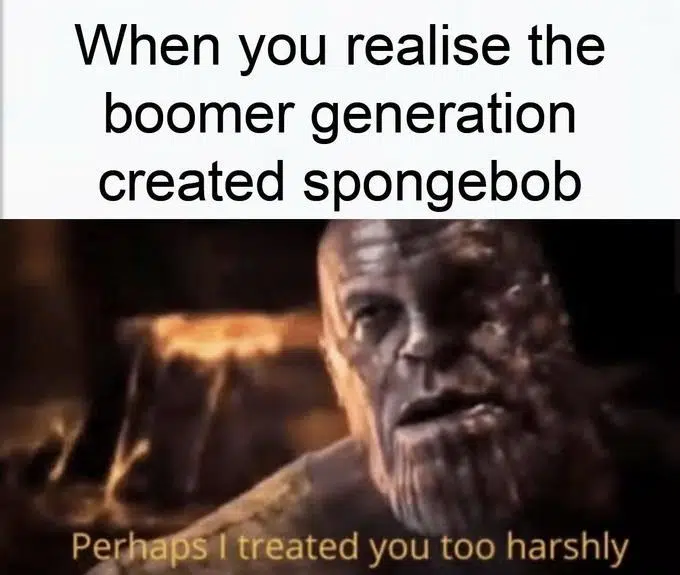 When you realise the
boomer generation
created spongebob
Perhaps I treated you too harshly